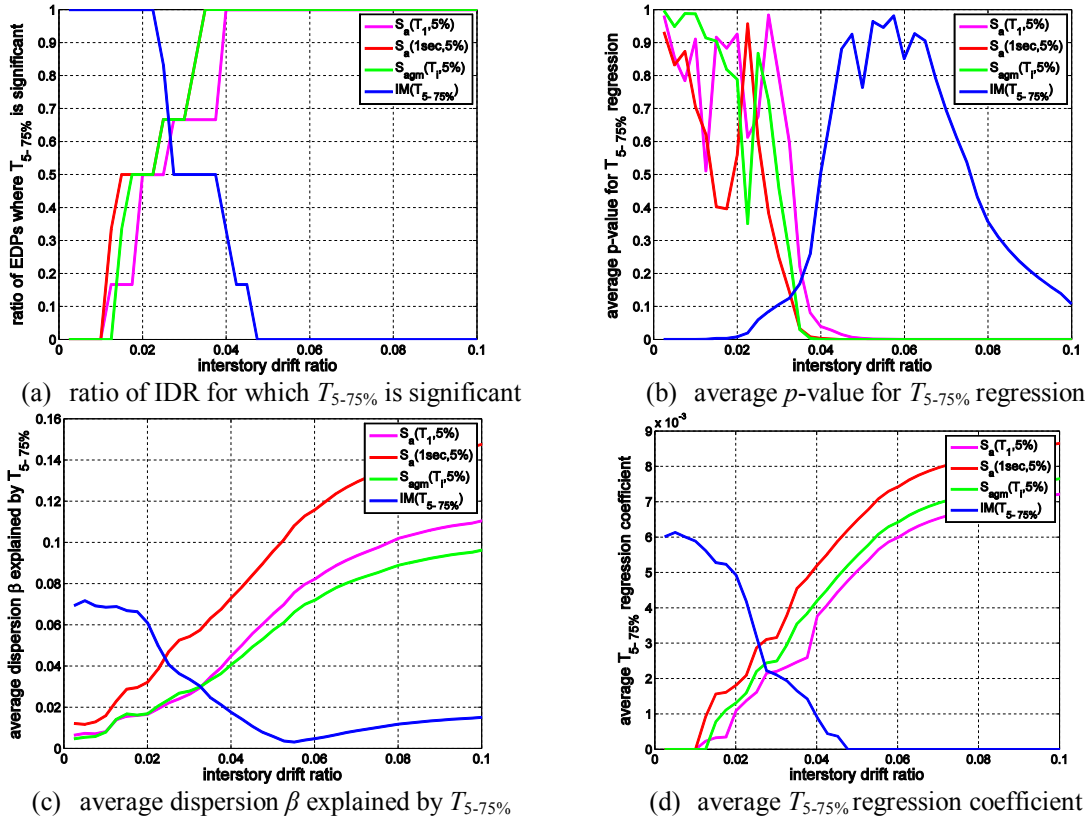 1
0.9
0.8
0.7
0.6
0.5
0.4
0.3
0.2
0.1
0
ratio of EDPs where T5-75% is significant
0
0.02
0.04
0.06
0.08
0.1
interstory drift ratio
Sa(T1,5%)
Sa(1sec,5%)
Sagm(Ti,5%)
IM(T5-75%)
(a) ratio of IDR for which T5-75% is significant
1
0.9
0.8
0.7
0.6
0.5
0.4
0.3
0.2
0.1
0
average p-value for T5-75% regression
0
0.02
0.04
0.06
0.08
0.1
interstory drift ratio
Sa(T1,5%)
Sa(1sec,5%)
Sagm(Ti,5%)
IM(T5-75%)
(b) average p-value for T5-75% regression
0.16
0.14
0.12
0.1
0.08
0.06
0.04
0.02
0
average dispersion β explained by T5-75%
0
0.02
0.04
0.06
0.08
0.1
interstory drift ratio
Sa(T1,5%)
Sa(1sec,5%)
Sagm(Ti,5%)
IM(T5-75%)
(c) average dispersion β explained by T5-75%
x 10-3
9
8
7
6
5
4
3
2
1
0
average T5-75% regression coefficient
0
0.02
0.04
0.06
0.08
0.1
interstory drift ratio
Sa(T1,5%)
Sa(1sec,5%)
Sagm(Ti,5%)
IM(T5-75%)
(d) average T5-75% regression coefficient